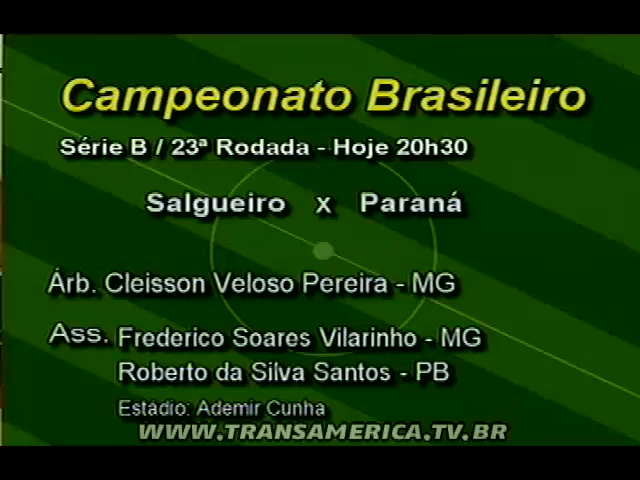 Campeonato Brasileiro
Série B / 23ª Rodada - Hoje 20h30
Salgueiro x Paraná
Árb. Cleisson Veloso Pereira - MG
Ass. Frederico Soares Vilarinho - MG
Roberto da Silva Santos - PB
Estádio: Ademir Cunha
WWW.TRANSAMERICA.TV.BR